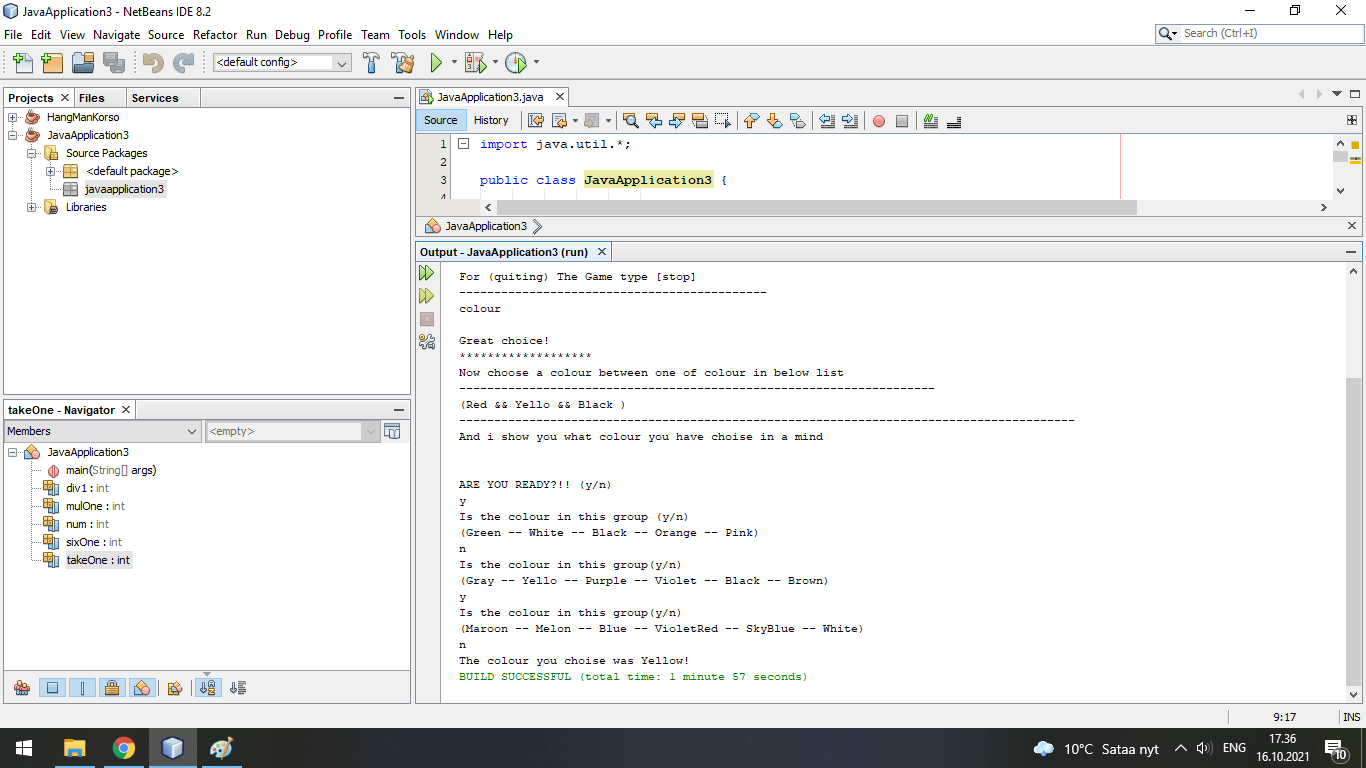 JavaApplication3 - NetBeans IDE 8.2
File Edit View Navigate Source Refactor Run Debug Profile Team Tools Window Help
Search (Ctrl+I)
<default config>
Projects Files Services
HangManKorso
JavaApplication3
Source Packages
<default package>
javaapplication3
Libraries
takeOne - Navigator
Members <empty>
JavaApplication3
main(String[] args)
div1 : int
mulOne : int
num : int
sixOne : int
takeOne : int
JavaApplication3.java
Source History
1 import java.util.*;
2
3 public class JavaApplication3 {
4
JavaApplication3
Output - JavaApplication3 (run)
For (quiting) The Game type [stop]
--------------------------------------------
colour
Great choice!
*******************
Now choose a colour between one of colour in below list
--------------------------------------------------------------------
(Red && Yello && Black )
----------------------------------------------------------------------------------------
And i show you what colour you have choise in a mind
ARE YOU READY?!! (y/n)
y
Is the colour in this group (y/n)
(Green -- White -- Black -- Orange -- Pink)
n
Is the colour in this group(y/n)
(Gray -- Yello -- Purple -- Violet -- Black -- Brown)
y
Is the colour in this group(y/n)
(Maroon -- Melon -- Blue -- VioletRed -- SkyBlue -- White)
n
The colour you choise was Yellow!
BUILD SUCCESSFUL (total time: 1 minute 57 seconds)
9:17 INS
10°C Sataa nyt ENG
17.36
16.10.2021
10